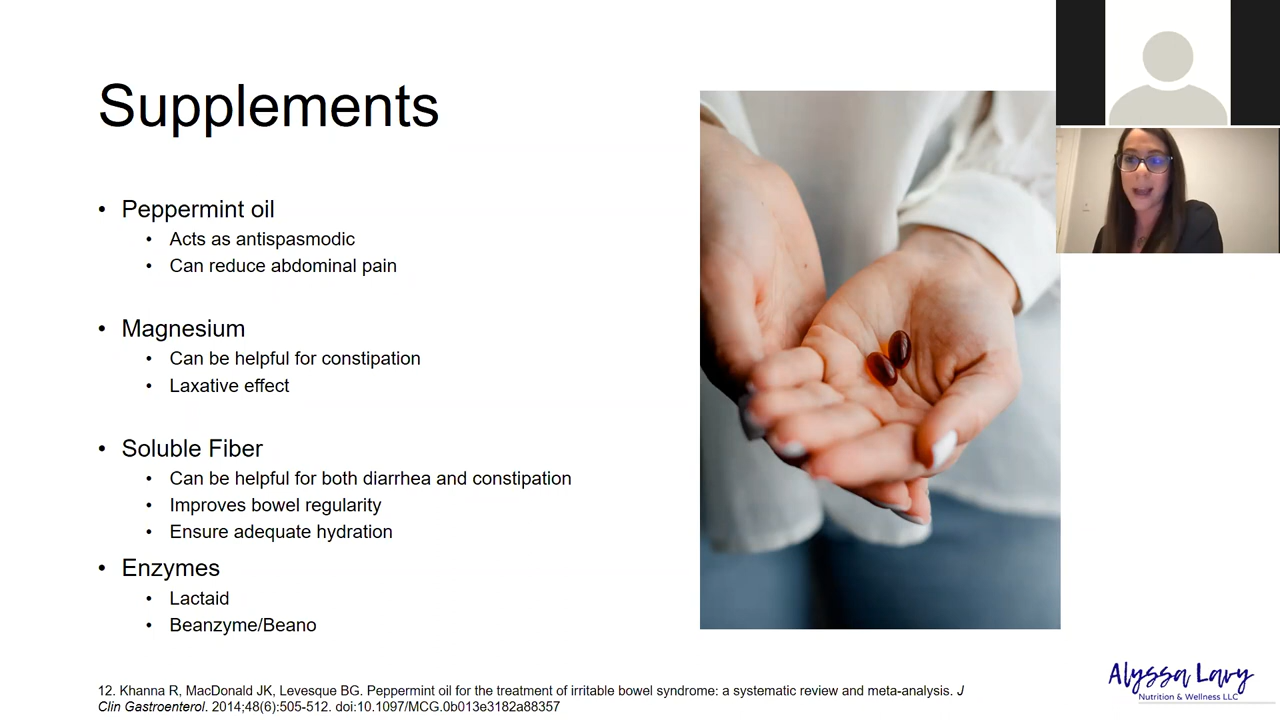 Supplements
• Peppermint oil
• Acts as antispasmodic
• Can reduce abdominal pain
• Magnesium
• Can be helpful for constipation
• Laxative effect
• Soluble Fiber
• Can be helpful for both diarrhea and constipation
• Improves bowel regularity
• Ensure adequate hydration
• Enzymes
• Lactaid
• Beanzyme/Beano
12. Khanna R, MacDonald JK, Levesque BG. Peppermint oil for the treatment of irritable bowel syndrome: a systematic review and meta-analysis. J
Clin Gastroenterol. 2014;48(6):505-512. doi:10.1097/MCG.0b013e3182a88357
Alyssa Lavy
Nutrition & Wellness LLC